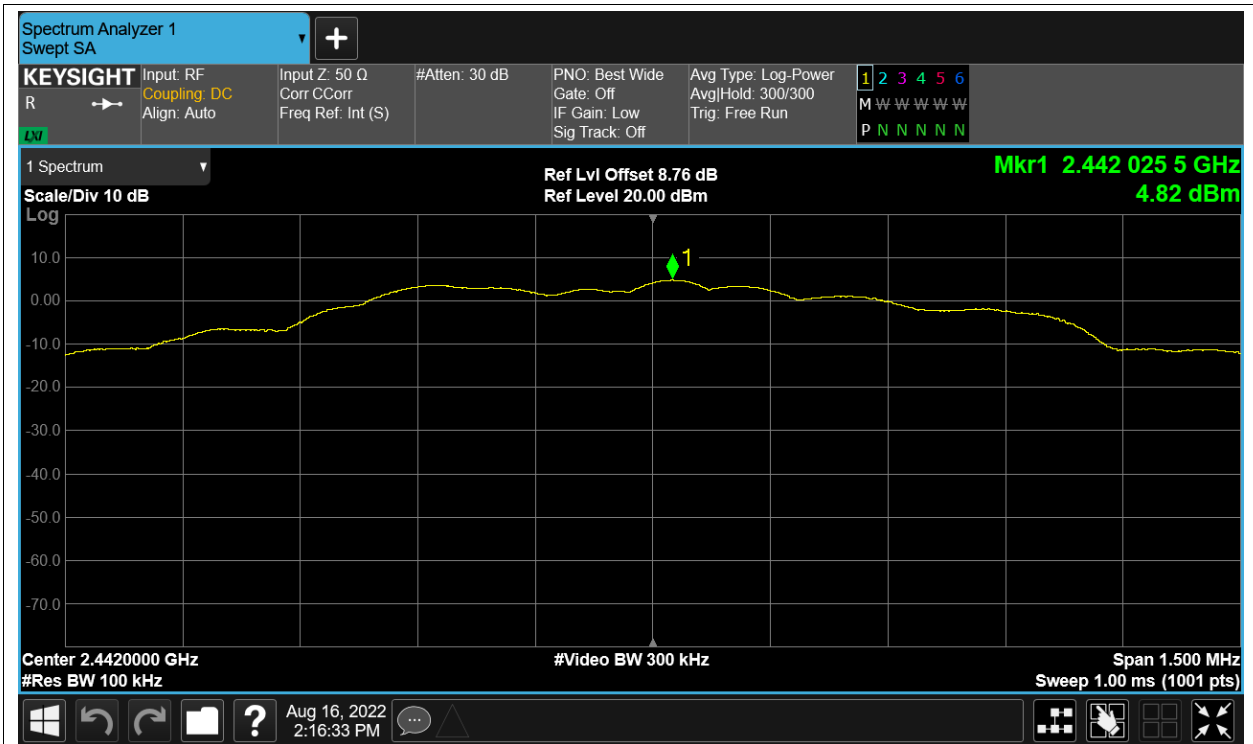 Spectrum Analyzer 1
Swept SA
+
KEYSIGHT
R
LXI
Input: RF
Coupling: DC
Align: Auto
Input Z: 50 Ω
Corr CCorr
Freq Ref: Int (S)
#Atten: 30 dB
PNO: Best Wide
Gate: Off
IF Gain: Low
Sig Track: Off
Avg Type: Log-Power
Avg|Hold: 300/300
Trig: Free Run
1 2 3 4 5 6
M W W W W W W
P N N N N N
1 Spectrum
Scale/Div 10 dB
Log
Ref Lvl Offset 8.76 dB
Ref Level 20.00 dBm
Mkr1 2.442 025 5 GHz
4.82 dBm
1
10.0
0.00
-10.0
-20.0
-30.0
-40.0
-50.0
-60.0
-70.0
Center 2.4420000 GHz
#Res BW 100 kHz
#Video BW 300 kHz
Span 1.500 MHz
Sweep 1.00 ms (1001 pts)
?
Aug 16, 2022
2:16:33 PM